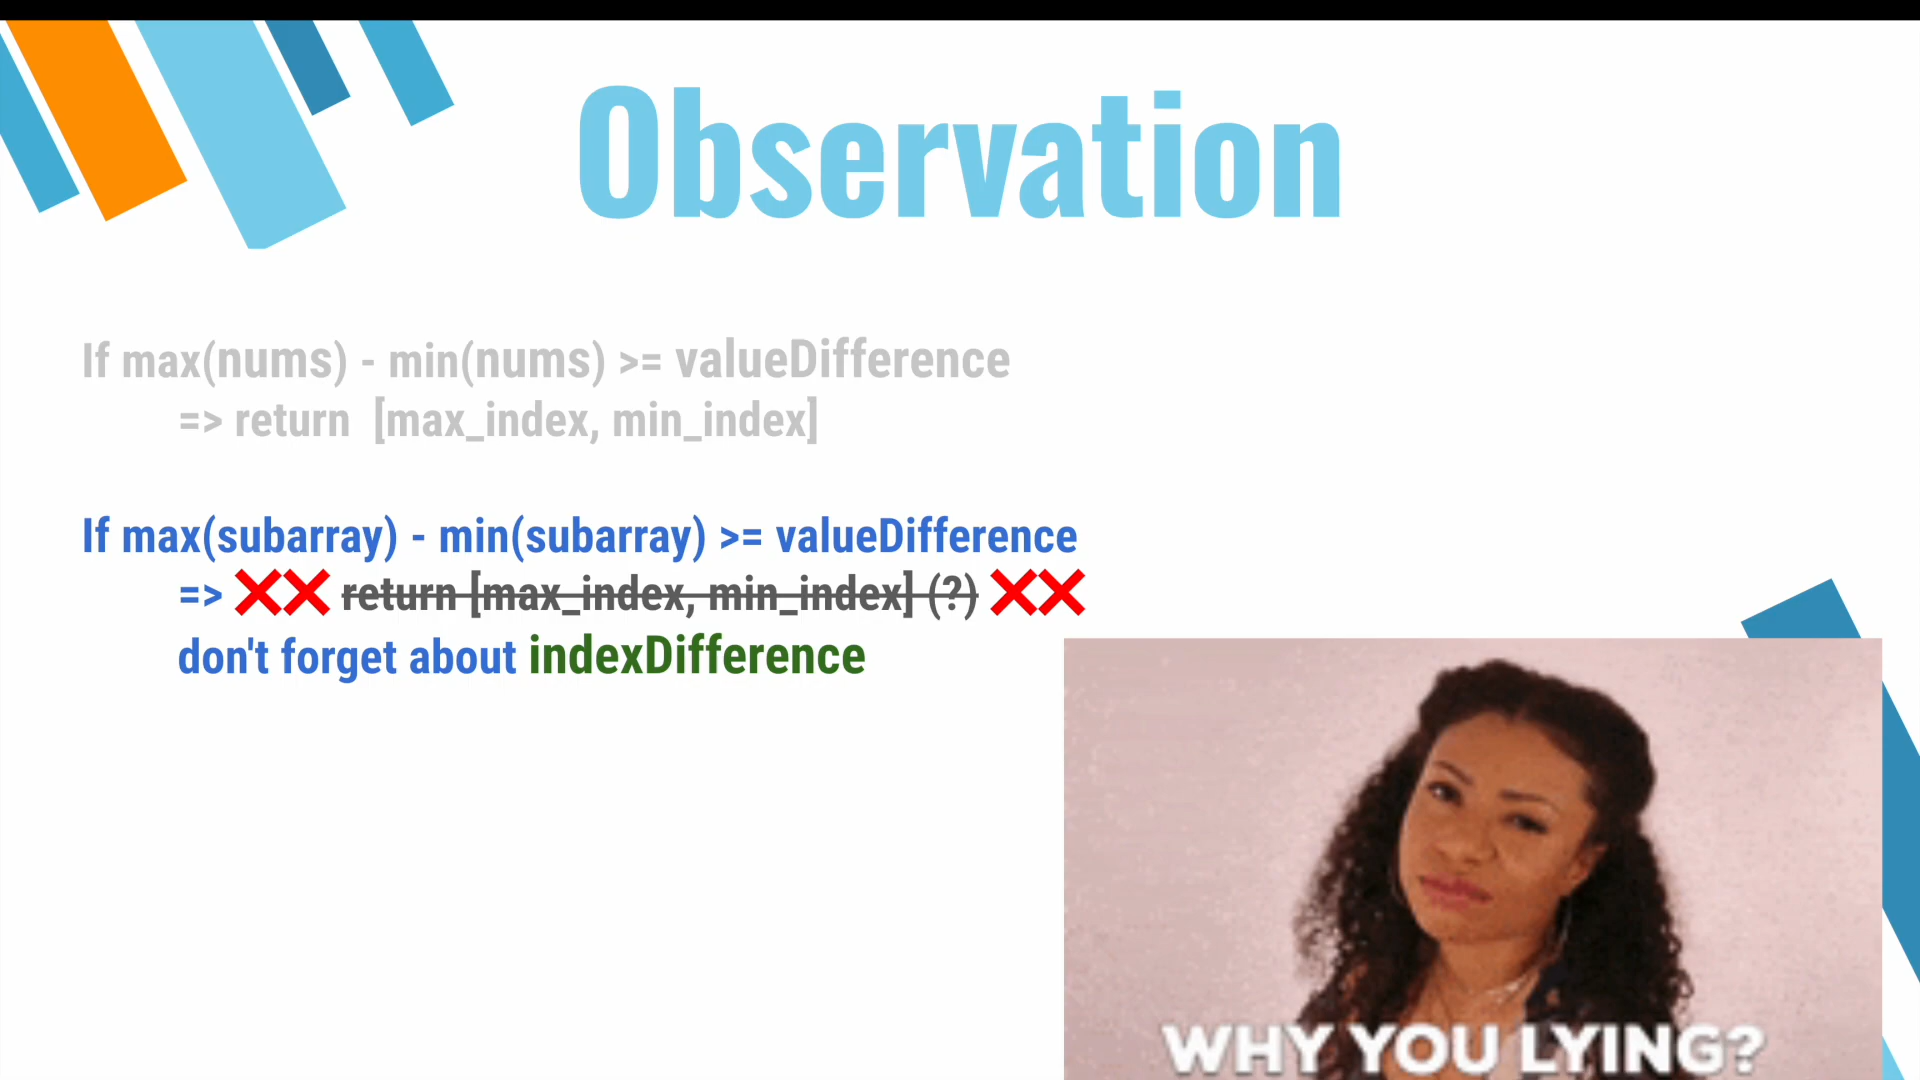 Observation
If max(nums) - min(nums) >= valueDifference
=> return [max_index, min_index]
If max(subarray) - min(subarray) >= valueDifference
=> ❌❌ return [max_index, min_index] (?) ❌❌
don't forget about indexDifference
WHY YOU LYING?